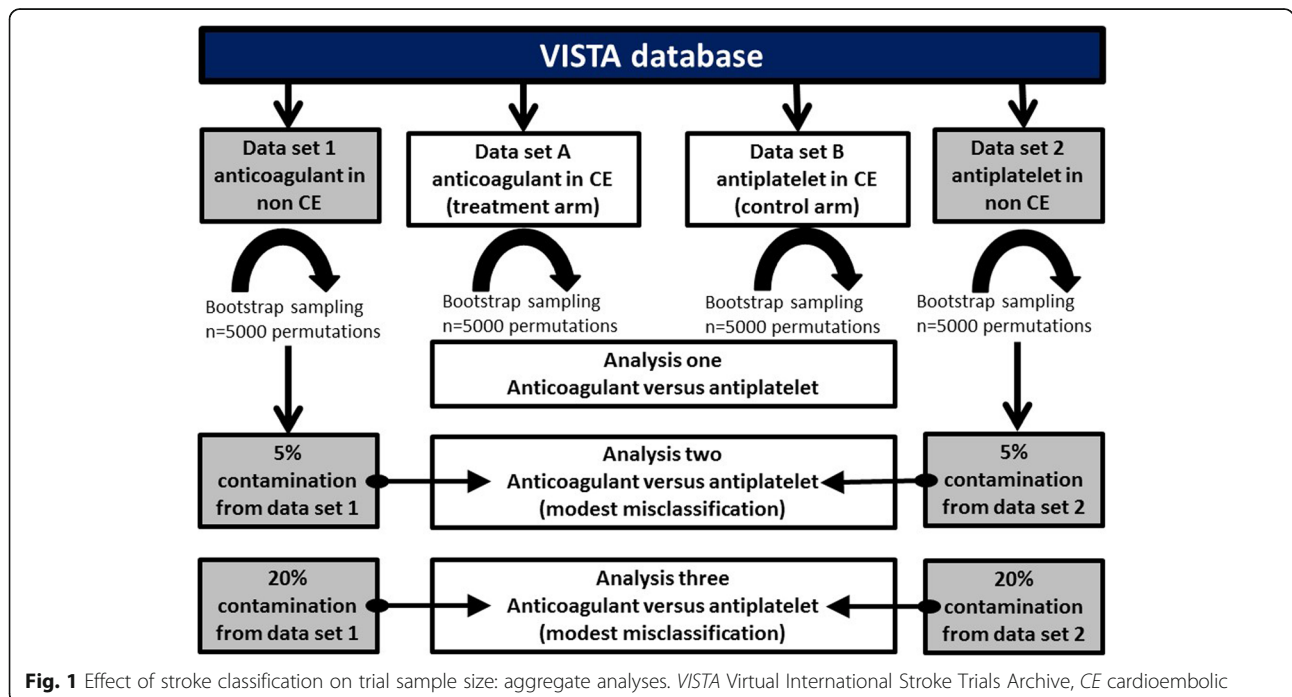 VISTA database
Data set 1
anticoagulant in
non CE
Data set A
anticoagulant in CE
(treatment arm)
Data set B
antiplatelet in CE
(control arm)
Data set 2
antiplatelet in
non CE
Bootstrap sampling
n=5000 permutations
Bootstrap sampling
n=5000 permutations
Bootstrap sampling
n=5000 permutations
Bootstrap sampling
n=5000 permutations
Analysis one
Anticoagulant versus antiplatelet
5%
contamination
from data set 1
Analysis two
Anticoagulant versus antiplatelet
(modest misclassification)
5%
contamination
from data set 2
20%
contamination
from data set 1
Analysis three
Anticoagulant versus antiplatelet
(modest misclassification)
20%
contamination
from data set 2
Fig. 1 Effect of stroke classification on trial sample size: aggregate analyses. VISTA Virtual International Stroke Trials Archive, CE cardioembolic